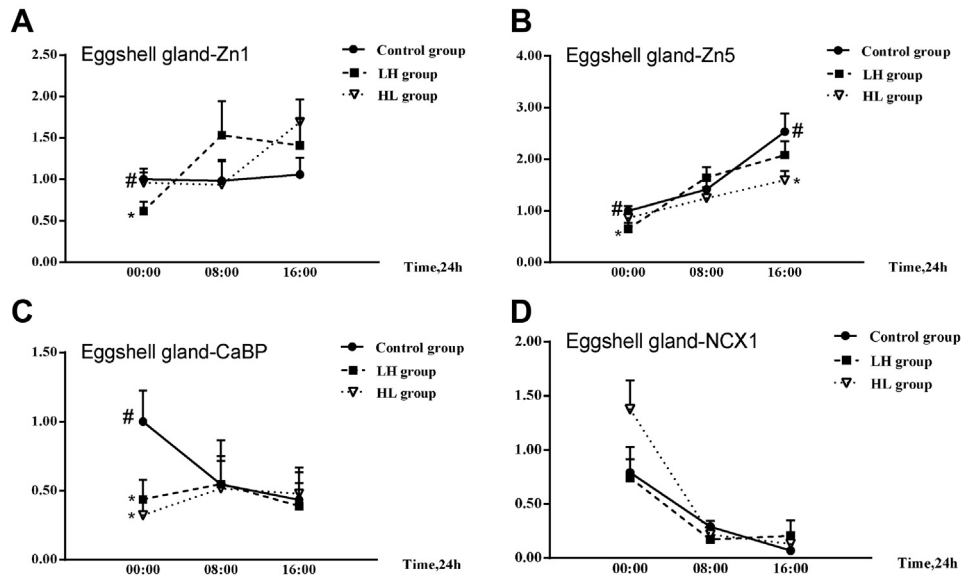 A
Eggshell gland-Zn1
Control group
LH group
HL group
2.50
2.00
1.50
1.00
0.50
0.00
#
*
00:00 08:00 16:00
Time,24h
B
Eggshell gland-Zn5
Control group
LH group
HL group
4.00
3.00
2.00
1.00
0.00
#
*
#
*
00:00 08:00 16:00
Time,24h
C
Eggshell gland-CaBP
Control group
LH group
HL group
1.50
1.00
0.50
0.00
#
*
*
00:00 08:00 16:00
Time,24h
D
Eggshell gland-NCX1
Control group
LH group
HL group
2.00
1.50
1.00
0.50
0.00
00:00 08:00 16:00
Time,24h